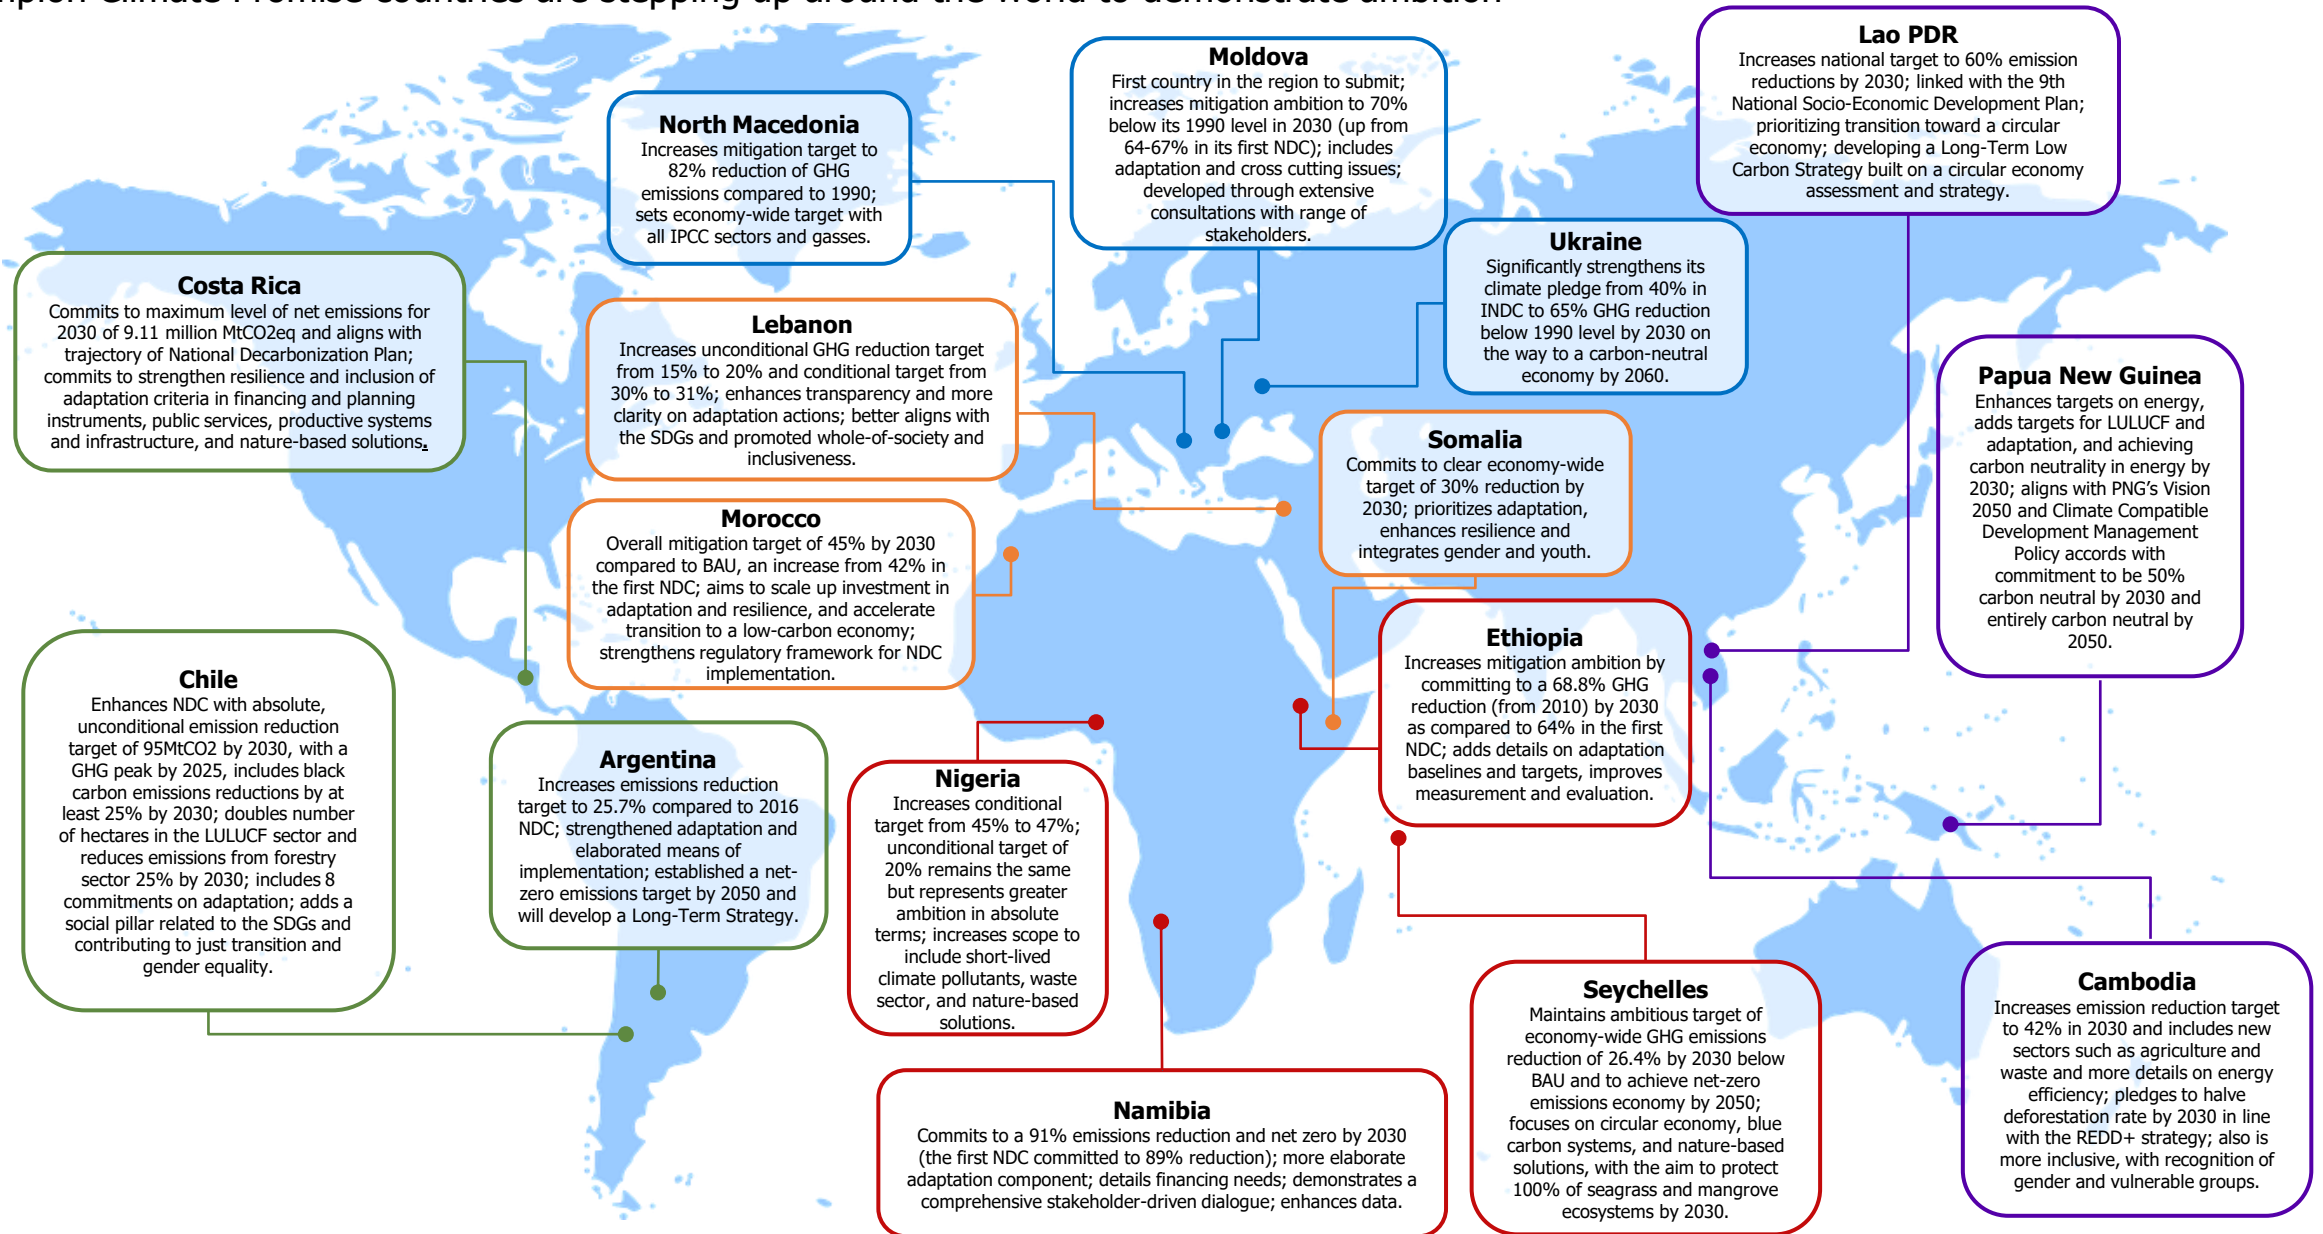 Climate Promise countries are stepping up around the world to demonstrate ambition
Lao PDR
Increases national target to 60% emission
reductions by 2030; linked with the 9th
National Socio-Economic Development Plan;
prioritizing transition toward a circular
economy; developing a Long-Term Low
Carbon Strategy built on a circular economy
assessment and strategy.
Moldova
First country in the region to submit;
increases mitigation ambition to 70%
below its 1990 level in 2030 (up from
64-67% in its first NDC); includes
adaptation and cross cutting issues;
developed through extensive
consultations with range of
stakeholders.
North Macedonia
Increases mitigation target to
82% reduction of GHG
emissions compared to 1990;
sets economy-wide target with
all IPCC sectors and gasses.
Ukraine
Significantly strengthens its
climate pledge from 40% in
INDC to 65% GHG reduction
below 1990 level by 2030 on
the way to a carbon-neutral
economy by 2060.
Costa Rica
Commits to maximum level of net emissions for
2030 of 9.11 million MtCO2eq and aligns with
trajectory of National Decarbonization Plan;
commits to strengthen resilience and inclusion of
adaptation criteria in financing and planning
instruments, public services, productive systems
and infrastructure, and nature-based solutions.
Lebanon
Increases unconditional GHG reduction target
from 15% to 20% and conditional target from
30% to 31%; enhances transparency and more
clarity on adaptation actions; better aligns with
the SDGs and promoted whole-of-society and
inclusiveness.
Papua New Guinea
Enhances targets on energy,
adds targets for LULUCF and
adaptation, and achieving
carbon neutrality in energy by
2030; aligns with PNG's Vision
2050 and Climate Compatible
Development Management
Policy accords with
commitment to be 50%
carbon neutral by 2030 and
entirely carbon neutral by
2050.
Somalia
Commits to clear economy-wide
target of 30% reduction by
2030; prioritizes adaptation,
enhances resilience and
integrates gender and youth.
Morocco
Overall mitigation target of 45% by 2030
compared to BAU, an increase from 42% in
the first NDC; aims to scale up investment in
adaptation and resilience, and accelerate
transition to a low-carbon economy;
strengthens regulatory framework for NDC
implementation.
Ethiopia
Increases mitigation ambition by
committing to a 68.8% GHG
reduction (from 2010) by 2030
as compared to 64% in the first
NDC; adds details on adaptation
baselines and targets, improves
measurement and evaluation.
Chile
Enhances NDC with absolute,
unconditional emission reduction
target of 95MtCO2 by 2030, with a
GHG peak by 2025, includes black
carbon emissions reductions by at
least 25% by 2030; doubles number
of hectares in the LULUCF sector and
reduces emissions from forestry
sector 25% by 2030; includes 8
commitments on adaptation; adds a
social pillar related to the SDGs and
contributing to just transition and
gender equality.
Argentina
Increases emissions reduction
target to 25.7% compared to 2016
NDC; strengthened adaptation and
elaborated means of
implementation; established a net-
zero emissions target by 2050 and
will develop a Long-Term Strategy.
Nigeria
Increases conditional
target from 45% to 47%;
unconditional target of
20% remains the same
but represents greater
ambition in absolute
terms; increases scope to
include short-lived
climate pollutants, waste
sector, and nature-based
solutions.
Seychelles
Maintains ambitious target of
economy-wide GHG emissions
reduction of 26.4% by 2030 below
BAU and to achieve net-zero
emissions economy by 2050;
focuses on circular economy, blue
carbon systems, and nature-based
solutions, with the aim to protect
100% of seagrass and mangrove
ecosystems by 2030.
Cambodia
Increases emission reduction target
to 42% in 2030 and includes new
sectors such as agriculture and
waste and more details on energy
efficiency; pledges to halve
deforestation rate by 2030 in line
with the REDD+ strategy; also is
more inclusive, with recognition of
gender and vulnerable groups.
Namibia
Commits to a 91% emissions reduction and net zero by 2030
(the first NDC committed to 89% reduction); more elaborate
adaptation component; details financing needs; demonstrates a
comprehensive stakeholder-driven dialogue; enhances data.